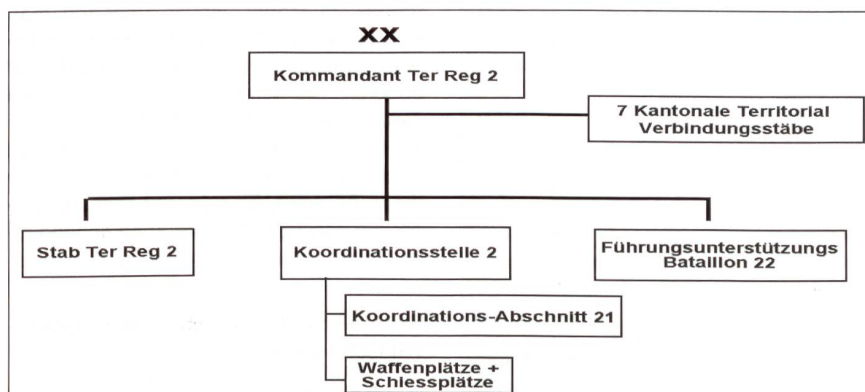 XX
Kommandant Ter Reg 2
7 Kantonale Territorial
Verbindungsstäbe
Stab Ter Reg 2
Koordinationsstelle 2
Führungsunterstützungs
Bataillon 22
Koordinations-Abschnitt 21
Waffenplätze +
Schiessplätze